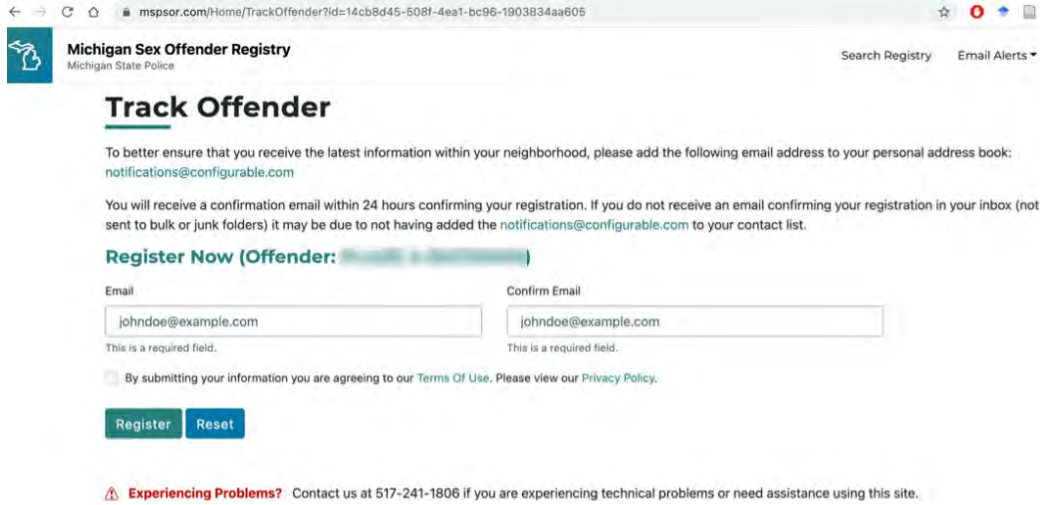 mspsor.com/Home/TrackOffender?id=14cb8d45-508f-4ea1-bc96-1903834aa605
Michigan Sex Offender Registry
Michigan State Police
Search Registry Email Alerts
Track Offender
To better ensure that you receive the latest information within your neighborhood, please add the following email address to your personal address book:
notifications@configurable.com
You will receive a confirmation email within 24 hours confirming your registration. If you do not receive an email confirming your registration in your inbox (not
sent to bulk or junk folders) it may be due to not having added the notifications@configurable.com to your contact list.
Register Now (Offender: )
Email Confirm Email
johndoe@example.com johndoe@example.com
This is a required field. This is a required field.
By submitting your information you are agreeing to our Terms Of Use. Please view our Privacy Policy.
Register Reset
Experiencing Problems? Contact us at 517-241-1806 if you are experiencing technical problems or need assistance using this site.